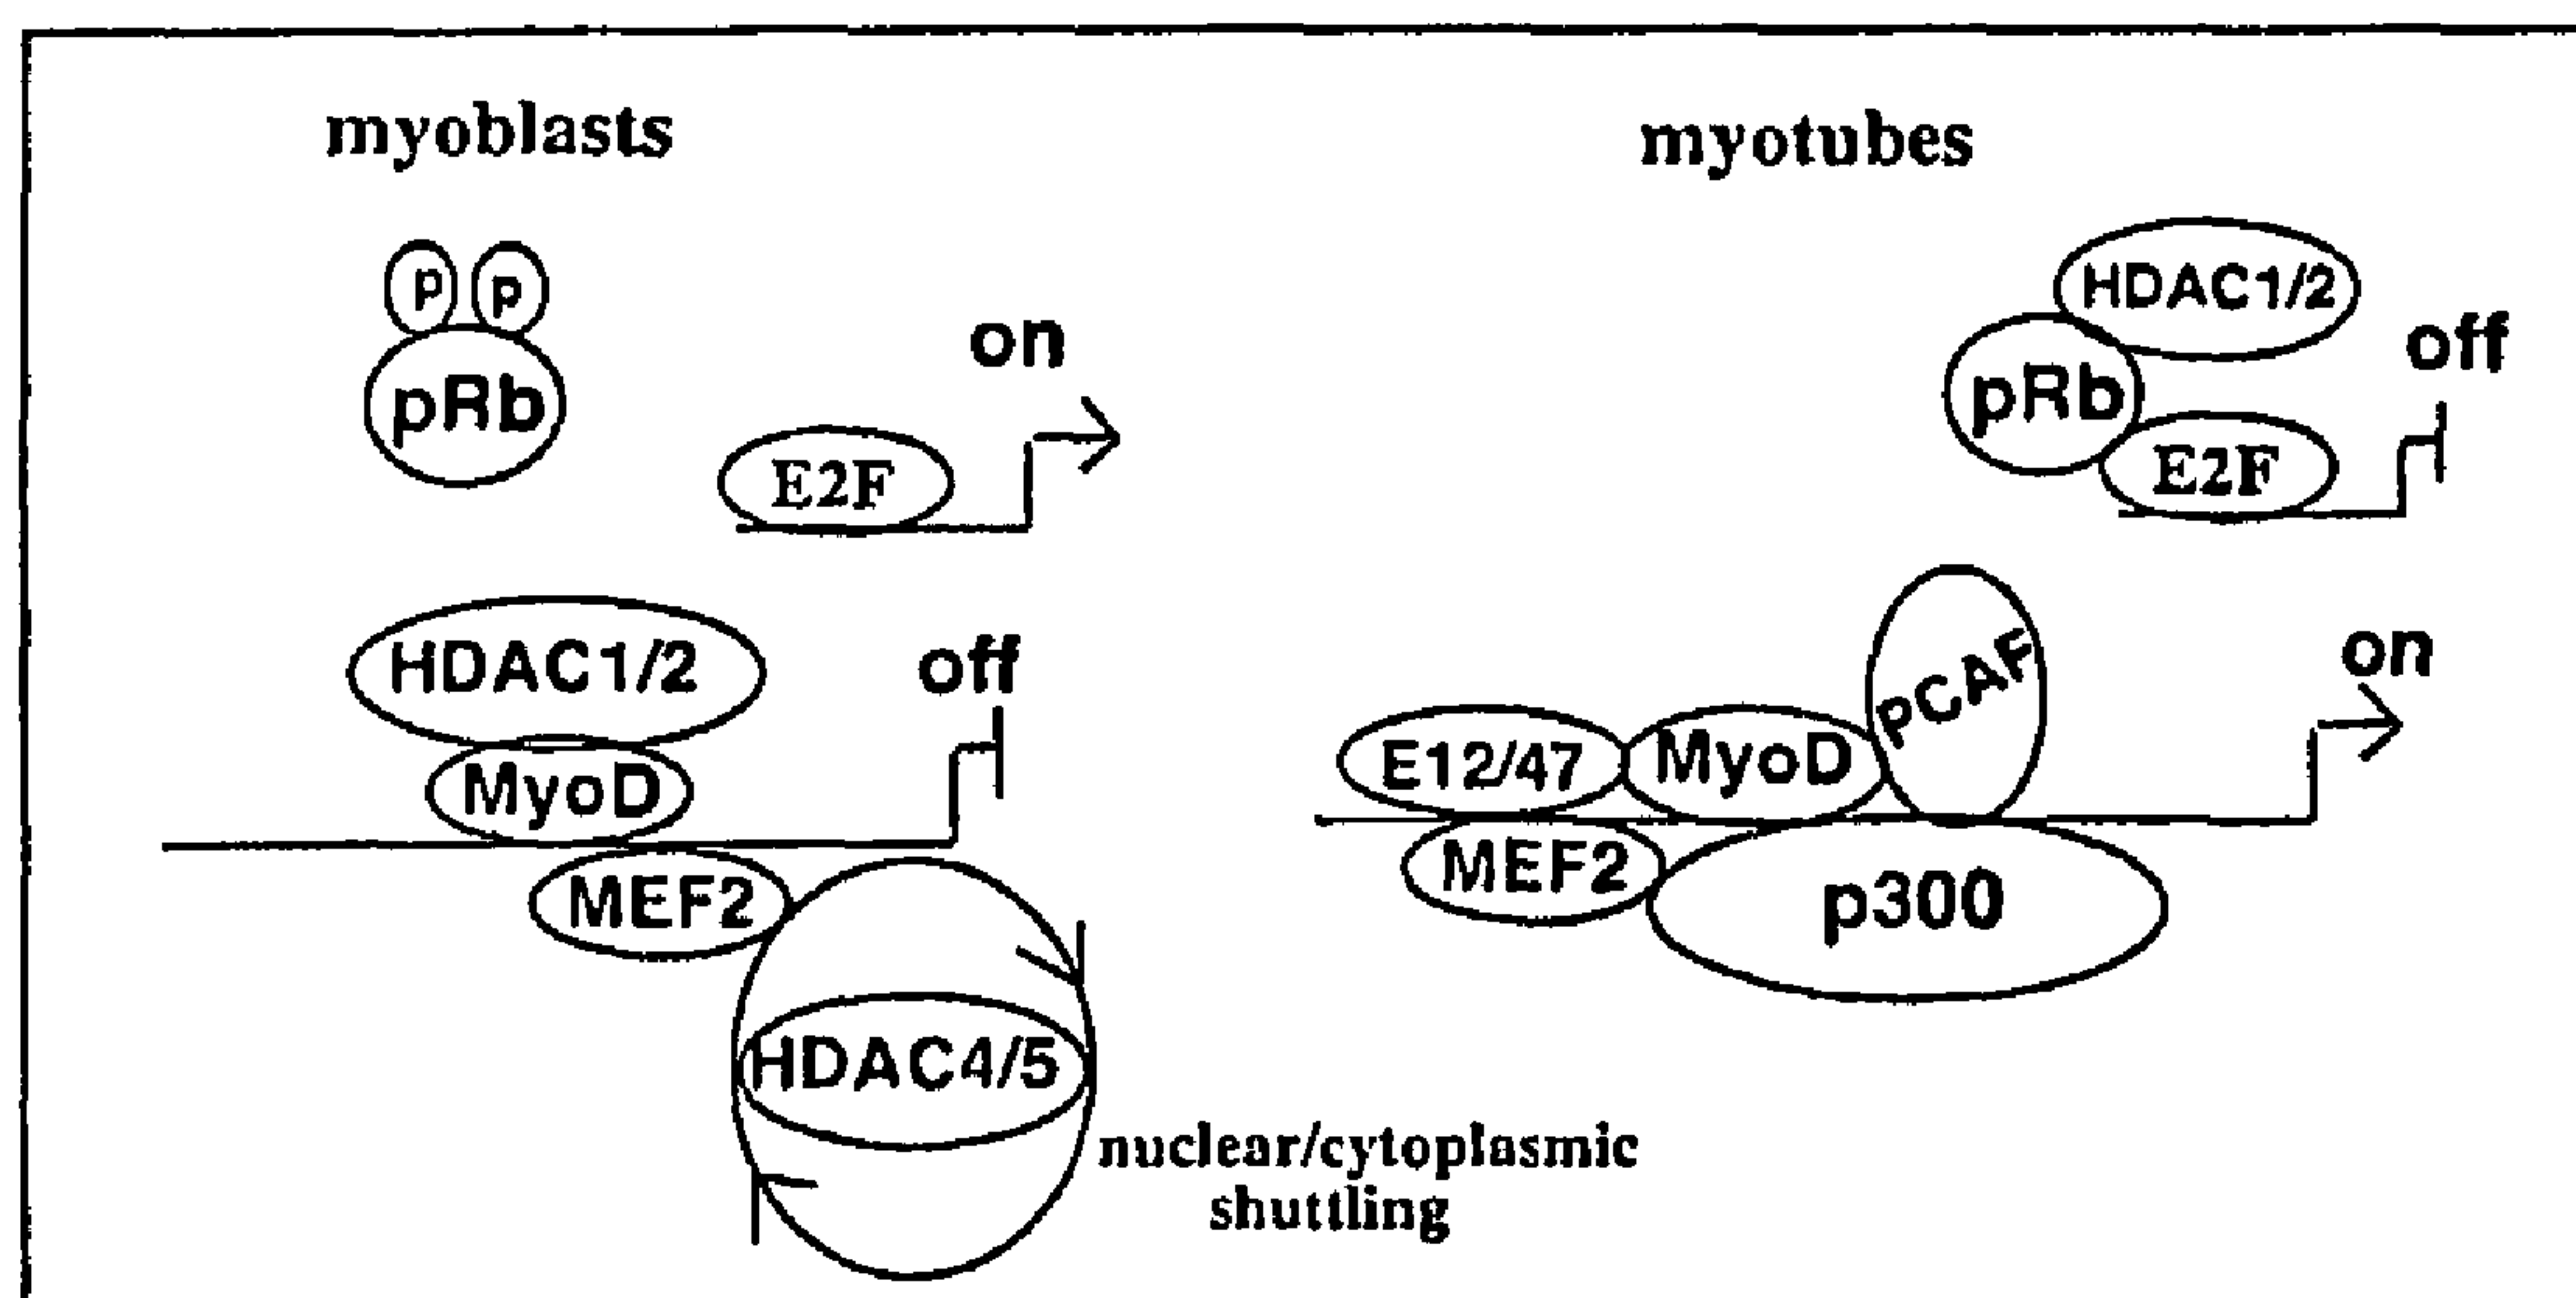 myoblasts
p p
pRb
on
E2F
HDAC1/2
off
MyoD
MEF2
HDAC4/5
nuclear/cytoplasmic
shuttling
myotubes
HDAC1/2
off
pRb
E2F
PCAF
on
E12/47 MyoD
MEF2
p300